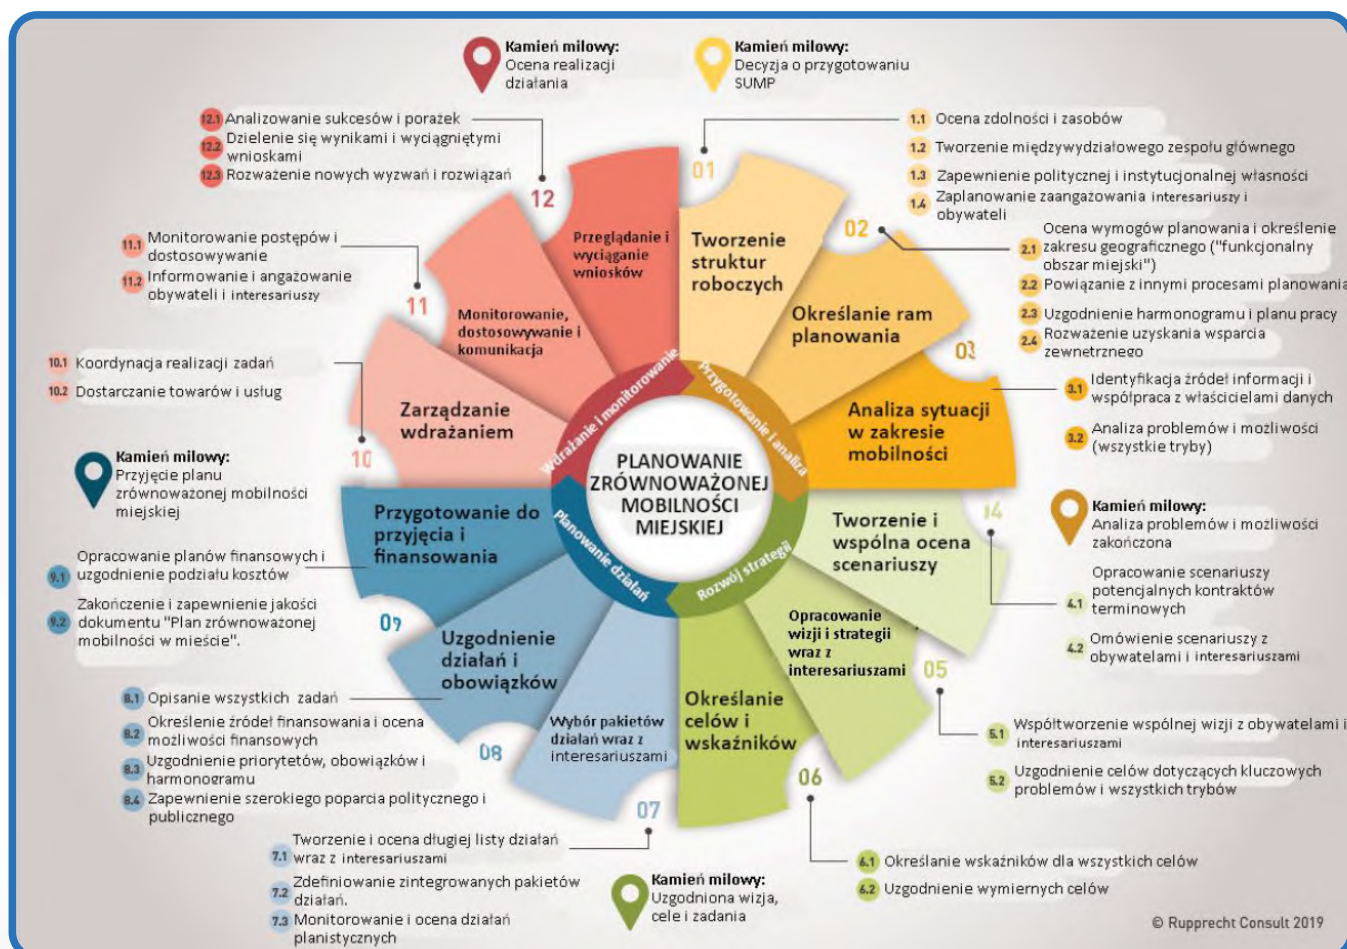 Kamień milowy:
Ocena realizacji
działania
Kamień milowy:
Decyzja o przygotowaniu
SUMP
12.1 Analizowanie sukcesów i porażek
12.2 Dzielenie się wynikami i wyciągniętymi
wnioskami
12.3 Rozważenie nowych wyzwań i rozwiązań
1.1 Ocena zdolności i zasobów
1.2 Tworzenie międzywydziałowego zespołu głównego
1.3 Zapewnienie politycznej i instytucjonalnej własności
1.4 Zaplanowanie zaangażowania interesariuszy i
obywateli
11.1 Monitorowanie postępów i
dostosowywanie
11.2 Informowanie i angażowanie
obywateli i interesariuszy
Ocena wymogów planowania i określenie
2.1 zakresu geograficznego ("funkcjonalny
obszar miejski")
2.2 Powiązanie z innymi procesami planowania
2.3 Uzgodnienie harmonogramu i planu pracy
2.4 Rozważenie uzyskania wsparcia
zewnetrznego
10.1 Koordynacja realizacji zadań
10.2 Dostarczanie towarów i usług
3.1 Identyfikacja źródeł informacji i
współpraca z właścicielami danych
3.2 Analiza problemów i możliwości
(wszystkie tryby)
Kamień milowy:
Przyjęcie planu
zrównoważonej mobilności
miejskiej
Kamień milowy:
Analiza problemów i możliwości
zakończona
01
Tworzenie
struktur
roboczych
02
Określanie ram
planowania
03
Analiza sytuacji
w zakresie
mobilności
04
Tworzenie i
wspólna ocena
scenariuszy
05
Opracowanie
wizji i strategii
wraz z
interesariuszami
06
Określanie
celów i
wskaźników
07
Wybór pakietów
działań wraz z
interesariuszami
08
Uzgodnienie
działań i
obowiązków
09
Przygotowanie do
przyjęcia i
finansowania
10
Zarządzanie
wdrażaniem
11
Monitorowanie,
dostosowywanie i
komunikacja
12
Przeglądanie i
wyciąganie
wniosków
Wdrażanie i monitorowanie
Przygotowanie i analiza
Rozwój strategii
Planowanie działań
PLANOWANIE
ZRÓWNOWAŻONEJ
MOBILNOŚCI
MIEJSKIEJ
Opracowanie planów finansowych i
9.1 uzgodnienie podziału kosztów
Zakończenie i zapewnienie jakości
9.2 dokumentu "Plan zrównoważonej
mobilności w mieście".
Opracowanie scenariuszy
4.1 potencjalnych kontraktów
terminowych
4.2 Omówienie scenariuszy z
obywatelami i interesariuszami
8.1 Opisanie wszystkich zadań
8.2 Określenie źródeł finansowania i ocena
możliwości finansowych
8.3 Uzgodnienie priorytetów, obowiązków i
harmonogramu
8.4 Zapewnienie szerokiego poparcia politycznego i
publicznego
5.1 Współtworzenie wspólnej wizji z obywatelami i
interesariuszami
5.2 Uzgodnienie celów dotyczących kluczowych
problemów i wszystkich trybów
Tworzenie i ocena długiej listy działań
7.1 wraz z interesariuszami
7.2 Zdefiniowanie zintegrowanych pakietów
działań.
7.3 Monitorowanie i ocena działań
planistycznych
Kamień milowy:
Uzgodniona wizja,
cele i zadania
6.1 Określanie wskaźników dla wszystkich celów
6.2 Uzgodnienie wymiernych celów
© Rupprecht Consult 2019